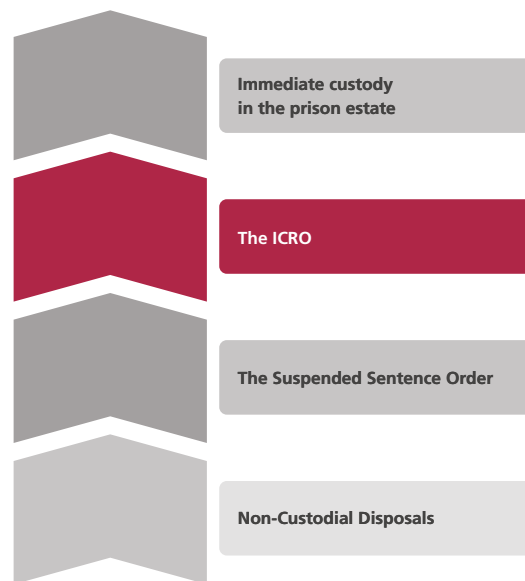 Immediate custody
in the prison estate
The ICRO
The Suspended Sentence Order
Non-Custodial Disposals